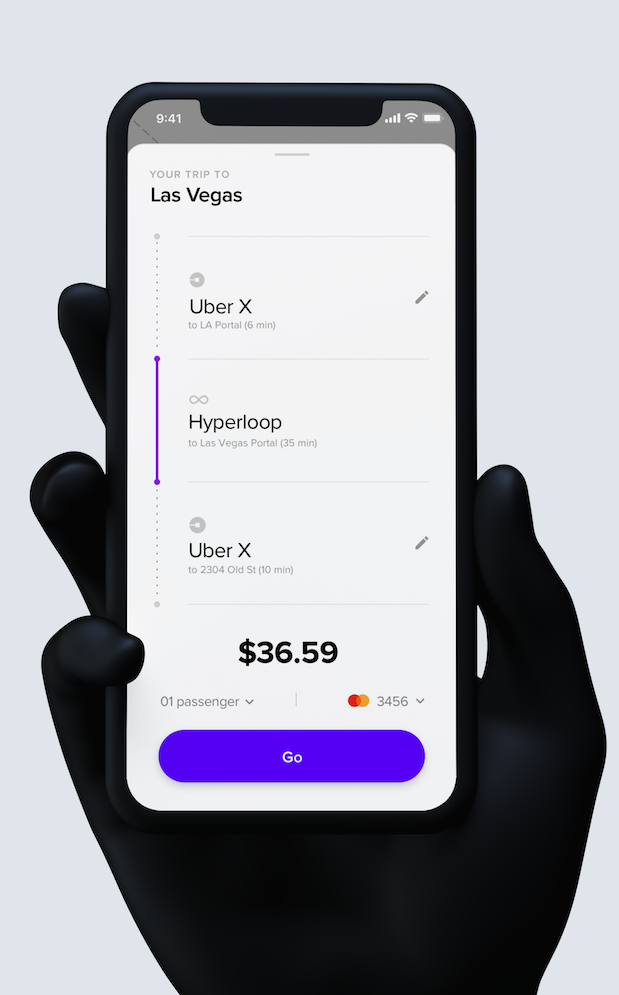 9:41
YOUR TRIP TO
Las Vegas
Uber X
to LA Portal (6 min)
Hyperloop
to Las Vegas Portal (35 min)
Uber X
to 2304 Old St (10 min)
$36.59
01 passenger
3456
Go